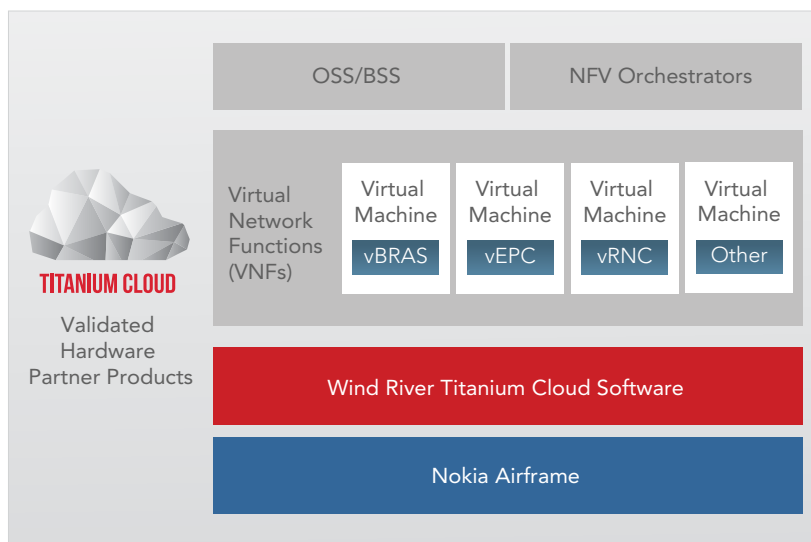 OSS/BSS
NFV Orchestrators
TITANIUM CLOUD
Validated
Hardware
Partner Products
Virtual
Network
Functions
(VNFs)
Virtual
Machine
vBRAS
Virtual
Machine
vEPC
Virtual
Machine
vRNC
Virtual
Machine
Other
Wind River Titanium Cloud Software
Nokia Airframe